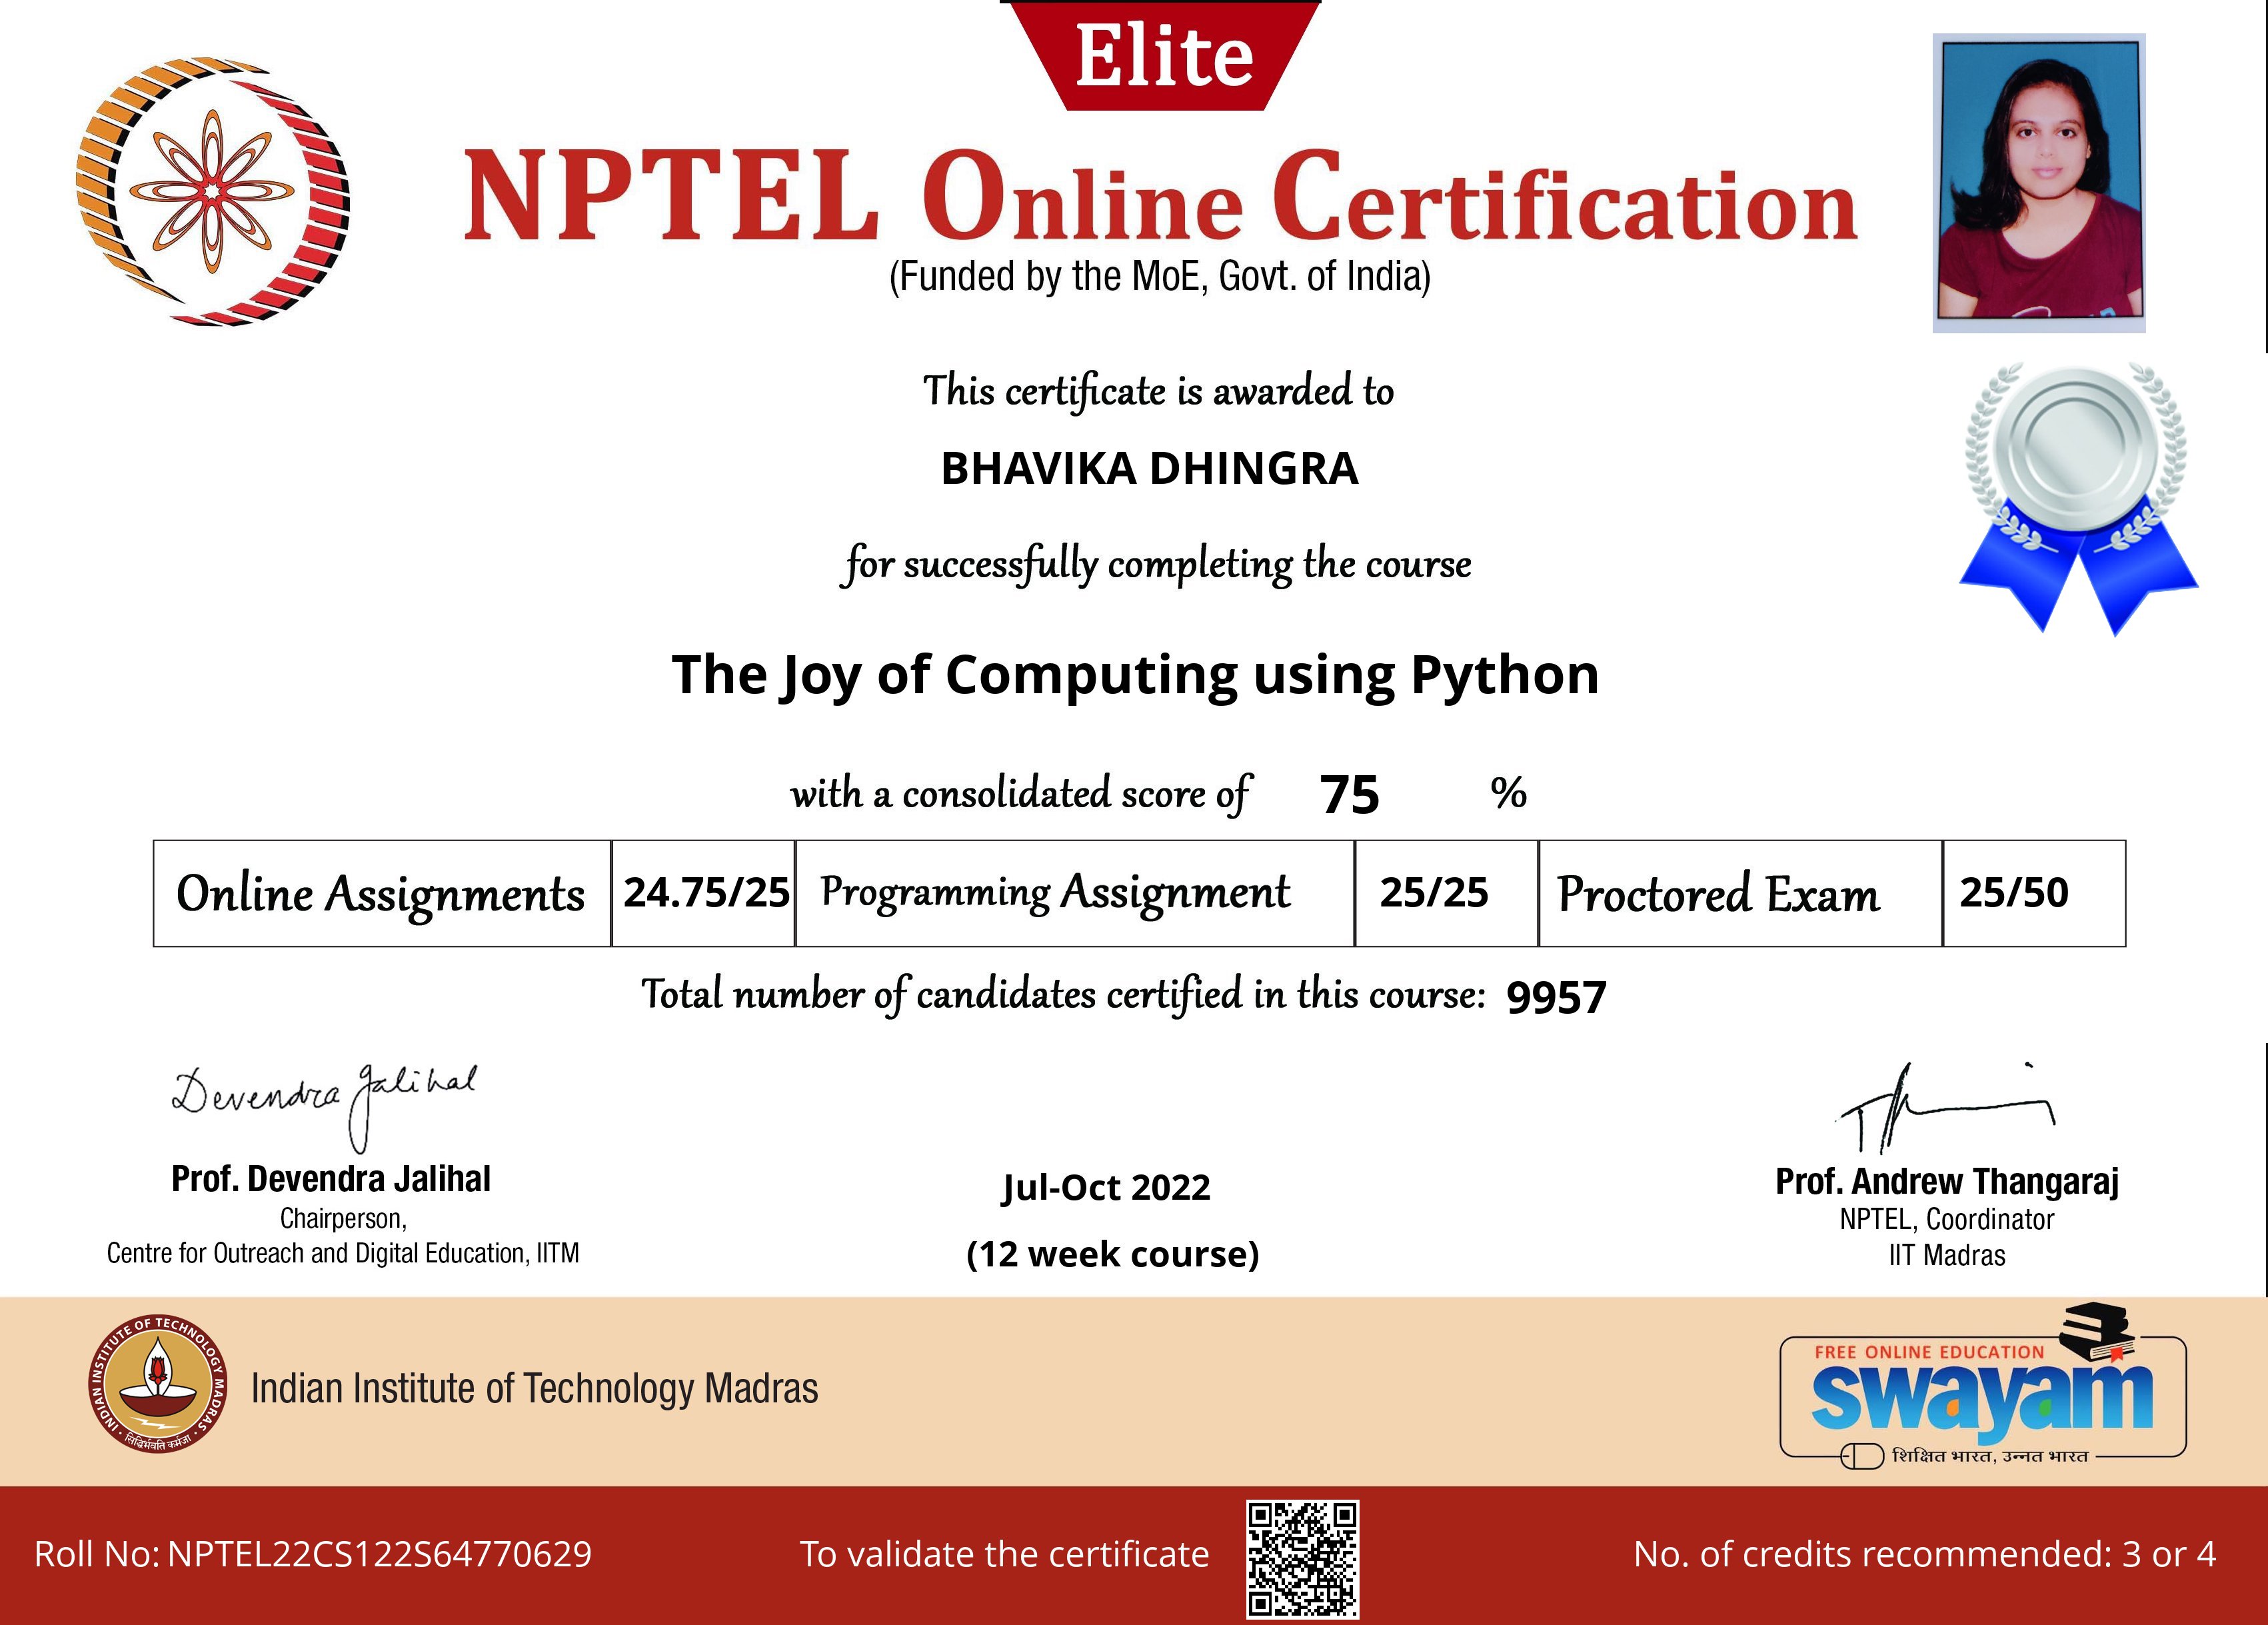 Elite
NPTEL Online Certification
(Funded by the MoE, Govt. of India)
This certificate is awarded to
BHAVIKA DHINGRA
for successfully completing the course
The Joy of Computing using Python
with a consolidated score of 75 %
Online Assignments 24.75/25 Programming Assignment 25/25 Proctored Exam 25/50
Total number of candidates certified in this course: 9957
Devendra Jalihal
Prof. Devendra Jalihal
Chairperson,
Centre for Outreach and Digital Education, IITM
Jul-Oct 2022
(12 week course)
Prof. Andrew Thangaraj
NPTEL, Coordinator
IIT Madras
INDIAN INSTITUTE OF TECHNOLOGY MADRAS
सिद्धिर्भवति कर्मजा
Indian Institute of Technology Madras
FREE ONLINE EDUCATION
swayam
शिक्षित भारत, उन्नत भारत
Roll No: NPTEL22CS122S64770629
To validate the certificate
No. of credits recommended: 3 or 4